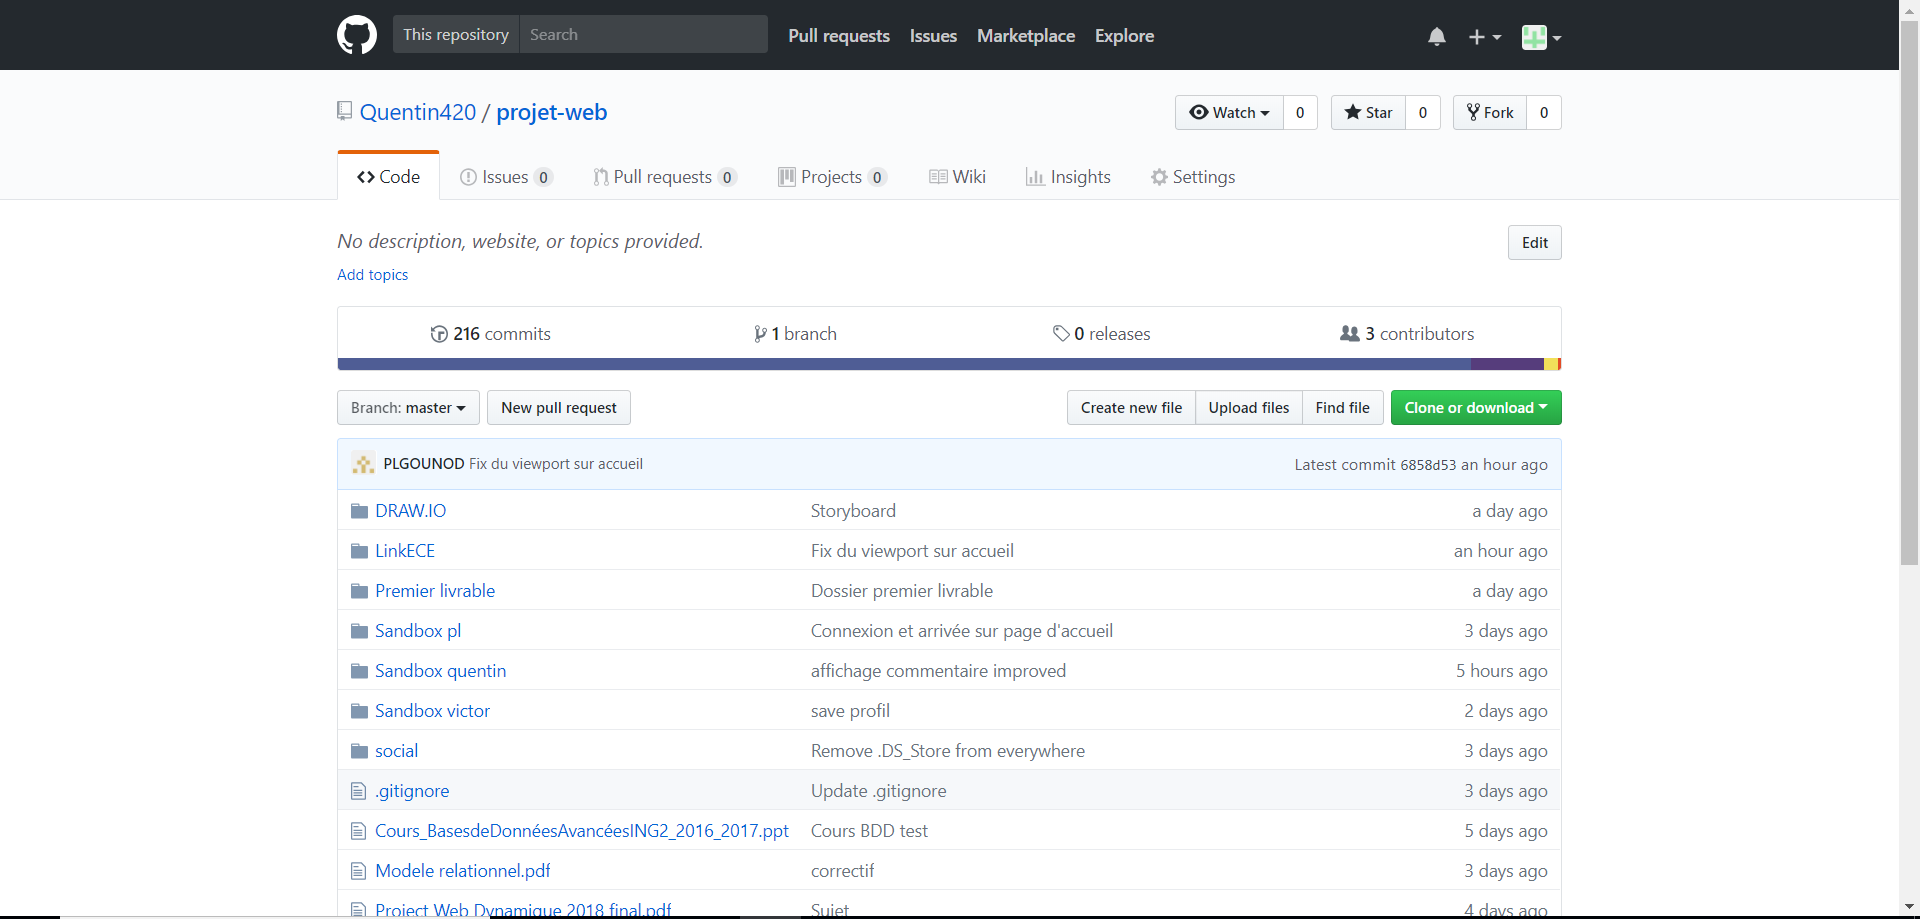 This repository Search Pull requests Issues Marketplace Explore
Quentin420 / projet-web Watch 0 Star 0 Fork 0
Code Issues 0 Pull requests 0 Projects 0 Wiki Insights Settings
No description, website, or topics provided. Edit
Add topics
216 commits 1 branch 0 releases 3 contributors
Branch: master New pull request Create new file Upload files Find file Clone or download
PLGOUNOD Fix du viewport sur accueil Latest commit 6858d53 an hour ago
DRAW.IO Storyboard a day ago
LinkECE Fix du viewport sur accueil an hour ago
Premier livrable Dossier premier livrable a day ago
Sandbox pl Connexion et arrivée sur page d'accueil 3 days ago
Sandbox quentin affichage commentaire improved 5 hours ago
Sandbox victor save profil 2 days ago
social Remove .DS_Store from everywhere 3 days ago
.gitignore Update .gitignore 3 days ago
Cours_BasesdeDonnéesAvancéesING2_2016_2017.ppt Cours BDD test 5 days ago
Modele relationnel.pdf correctif 3 days ago
Project Web Dynamique 2018 final.pdf Sujet 4 days ago